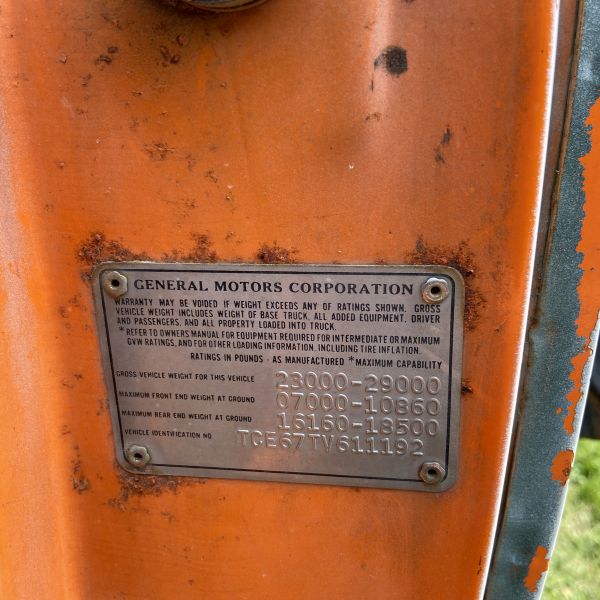 GENERAL MOTORS CORPORATION
WARRANTY MAY BE VOIDED IF WEIGHT EXCEEDS ANY OF RATINGS SHOWN. GROSS
VEHICLE WEIGHT INCLUDES WEIGHT OF BASE TRUCK, ALL ADDED EQUIPMENT, DRIVER
AND PASSENGERS, AND ALL PROPERTY LOADED INTO TRUCK.
*REFER TO OWNERS MANUAL FOR EQUIPMENT REQUIRED FOR INTERMEDIATE OR MAXIMUM
GVW RATINGS, AND FOR OTHER LOADING INFORMATION, INCLUDING TIRE INFLATION.
RATINGS IN POUNDS - AS MANUFACTURED *MAXIMUM CAPABILITY
GROSS VEHICLE WEIGHT FOR THIS VEHICLE 23000-29000
MAXIMUM FRONT END WEIGHT AT GROUND 07000-10860
MAXIMUM REAR END WEIGHT AT GROUND 16160-18500
VEHICLE IDENTIFICATION NO. TCE67TV611192